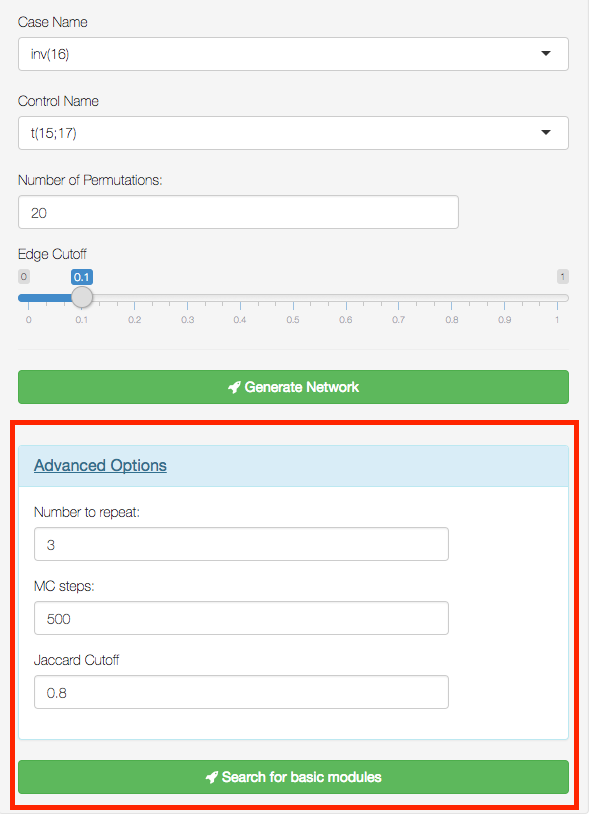 Case Name
inv(16)
Control Name
t(15;17)
Number of Permutations:
20
Edge Cutoff
0 0.1 1
0 0.1 0.2 0.3 0.4 0.5 0.6 0.7 0.8 0.9 1
Generate Network
Advanced Options
Number to repeat:
3
MC steps:
500
Jaccard Cutoff
0.8
Search for basic modules